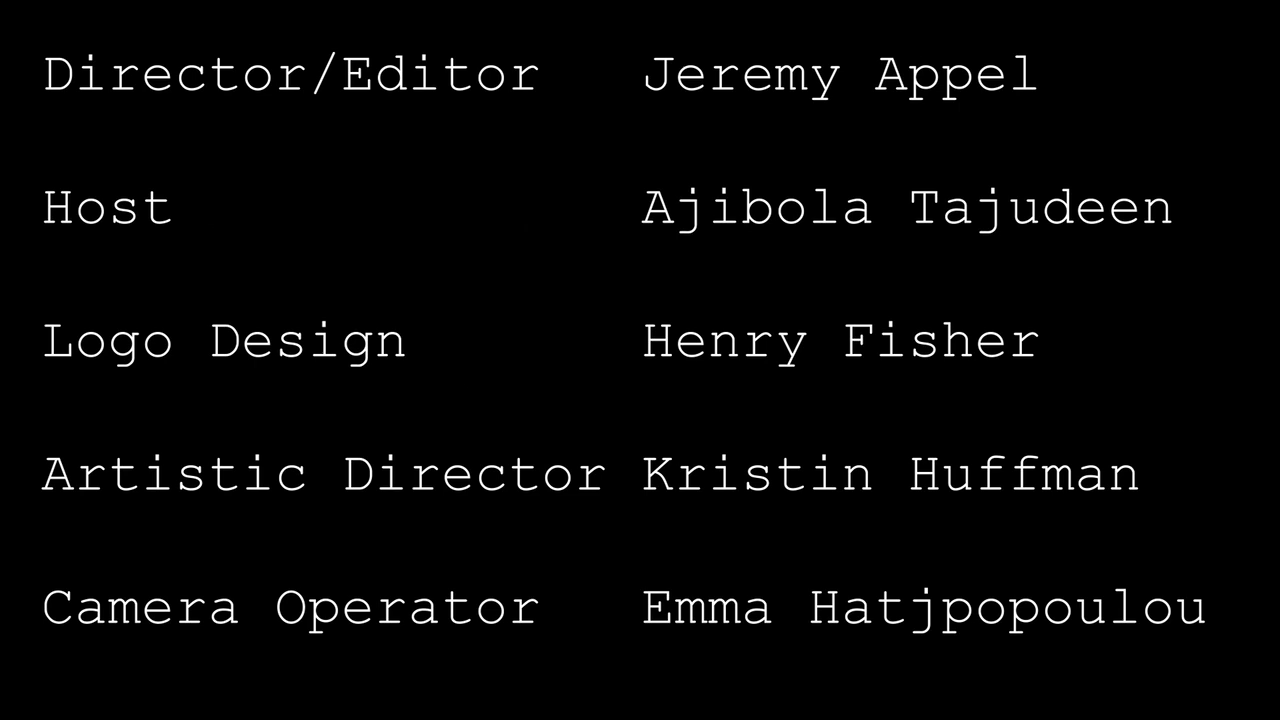 Director/Editor Jeremy Appel
Host Ajibola Tajudeen
Logo Design Henry Fisher
Artistic Director Kristin Huffman
Camera Operator Emma Hatjpopoulou